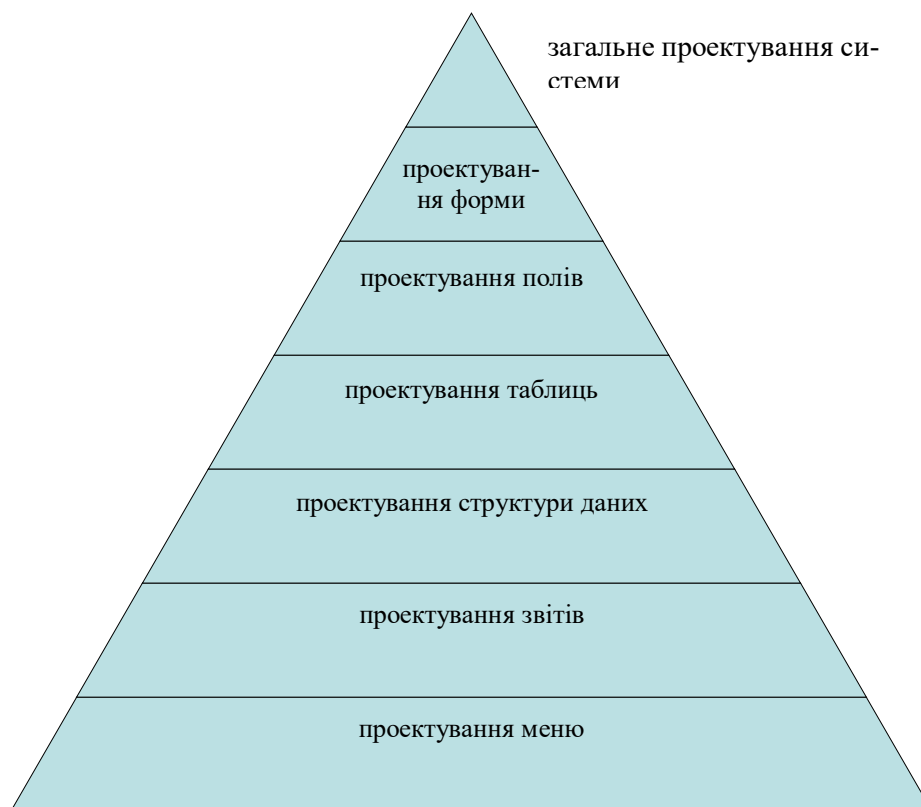 загальне проектування си-
стеми
проектуван-
ня форми
проектування полів
проектування таблиць
проектування структури даних
проектування звітів
проектування меню